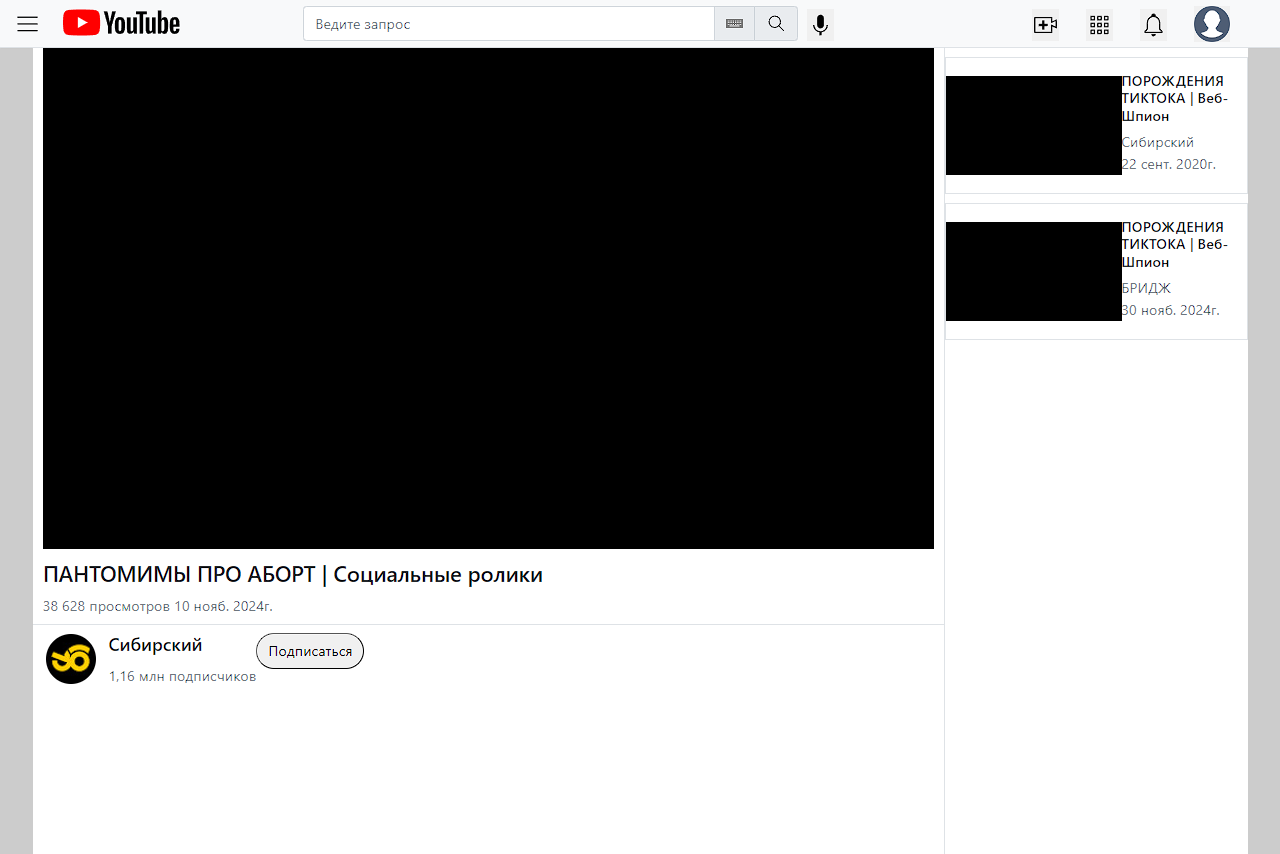 YouTube
Ведите запрос
ПАНТОМИМЫ ПРО АБОРТ | Социальные ролики
38 628 просмотров 10 нояб. 2024г.
Сибирский
1,16 млн подписчиков
Подписаться
ПОРОЖДЕНИЯ
ТИКТОКА | Веб-
Шпион
Сибирский
22 сент. 2020г.
ПОРОЖДЕНИЯ
ТИКТОКА | Веб-
Шпион
БРИДЖ
30 нояб. 2024г.